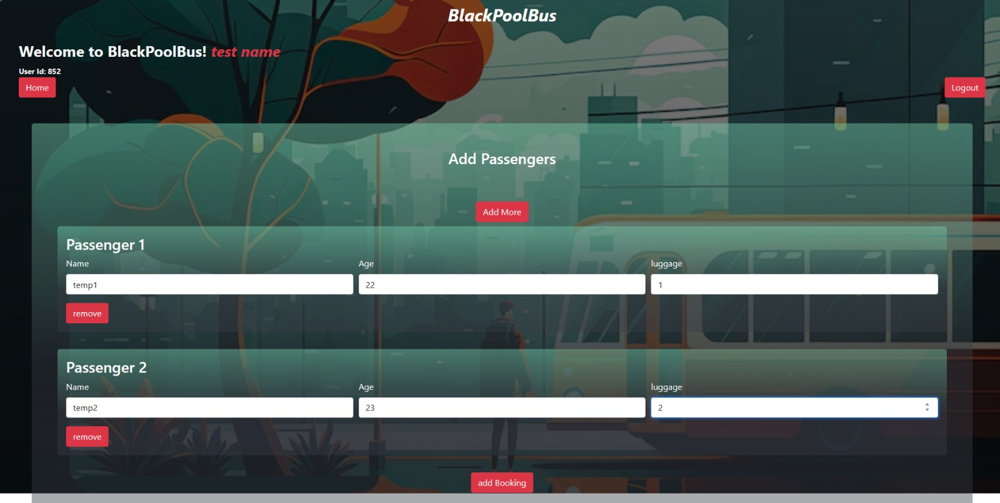 BlackPoolBus
Welcome to BlackPoolBus! test name
User Id: 852
Home
Logout
Add Passengers
Add More
Passenger 1
Name Age luggage
temp1 22 1
remove
Passenger 2
Name Age luggage
temp2 23 2
remove
add Booking